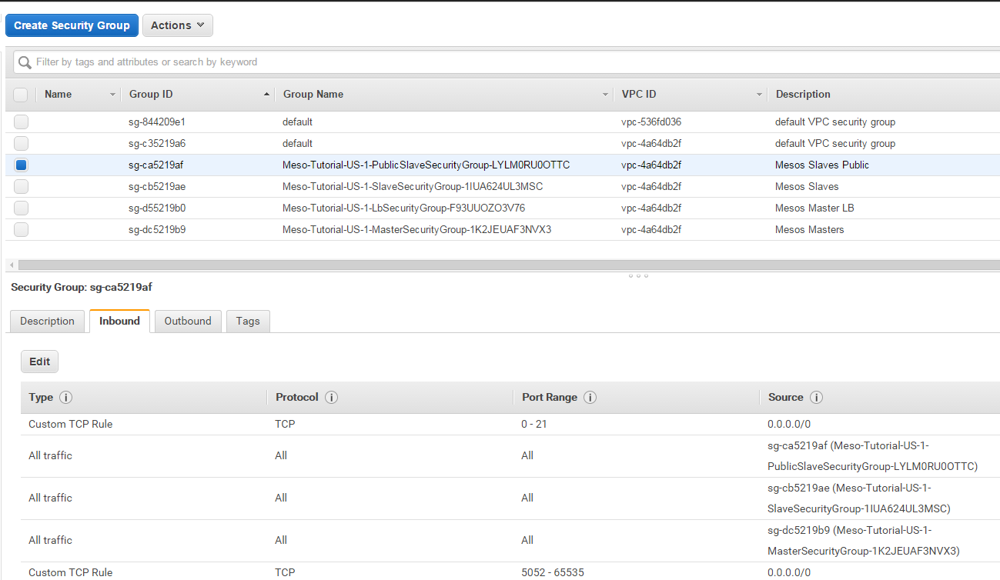 Create Security Group Actions
Filter by tags and attributes or search by keyword
Name Group ID Group Name VPC ID Description
sg-844209e1 default vpc-536fd036 default VPC security group
sg-c35219a6 default vpc-4a64db2f default VPC security group
sg-ca5219af Meso-Tutorial-US-1-PublicSlaveSecurityGroup-LYLM0RU0OTTC vpc-4a64db2f Mesos Slaves Public
sg-cb5219ae Meso-Tutorial-US-1-SlaveSecurityGroup-1IUA624UL3MSC vpc-4a64db2f Mesos Slaves
sg-d55219b0 Meso-Tutorial-US-1-LbSecurityGroup-F93UUOZO3V76 vpc-4a64db2f Mesos Master LB
sg-dc5219b9 Meso-Tutorial-US-1-MasterSecurityGroup-1K2JEUAF3NVX3 vpc-4a64db2f Mesos Masters
Security Group: sg-ca5219af
Description Inbound Outbound Tags
Edit
Type i Protocol i Port Range i Source i
Custom TCP Rule TCP 0 - 21 0.0.0.0/0
All traffic All All sg-ca5219af (Meso-Tutorial-US-1-
PublicSlaveSecurityGroup-LYLM0RU0OTTC)
All traffic All All sg-cb5219ae (Meso-Tutorial-US-1-
SlaveSecurityGroup-1IUA624UL3MSC)
All traffic All All sg-dc5219b9 (Meso-Tutorial-US-1-
MasterSecurityGroup-1K2JEUAF3NVX3)
Custom TCP Rule TCP 5052 - 65535 0.0.0.0/0